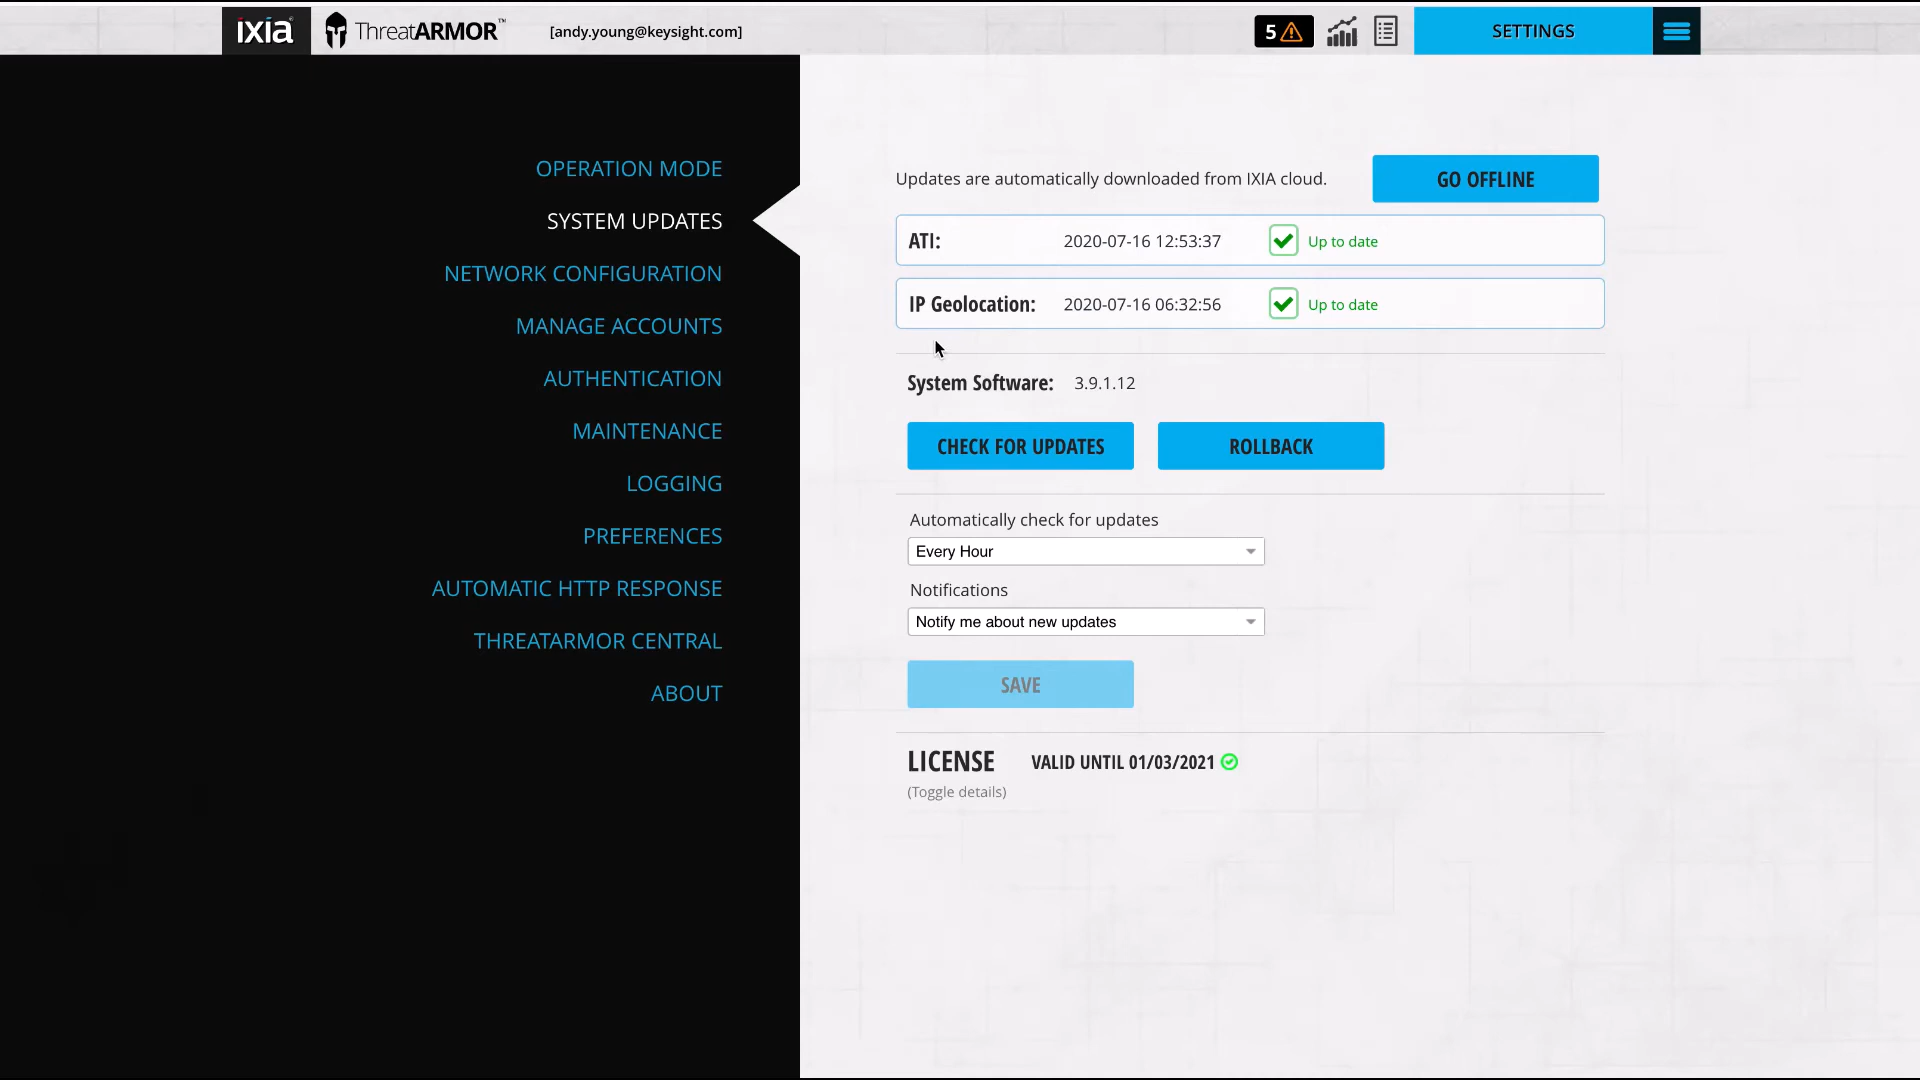 ixia ThreatARMOR™ [andy.young@keysight.com] 5 SETTINGS
OPERATION MODE
SYSTEM UPDATES
NETWORK CONFIGURATION
MANAGE ACCOUNTS
AUTHENTICATION
MAINTENANCE
LOGGING
PREFERENCES
AUTOMATIC HTTP RESPONSE
THREATARMOR CENTRAL
ABOUT
Updates are automatically downloaded from IXIA cloud. GO OFFLINE
ATI: 2020-07-16 12:53:37 Up to date
IP Geolocation: 2020-07-16 06:32:56 Up to date
System Software: 3.9.1.12
CHECK FOR UPDATES ROLLBACK
Automatically check for updates
Every Hour
Notifications
Notify me about new updates
SAVE
LICENSE VALID UNTIL 01/03/2021
(Toggle details)